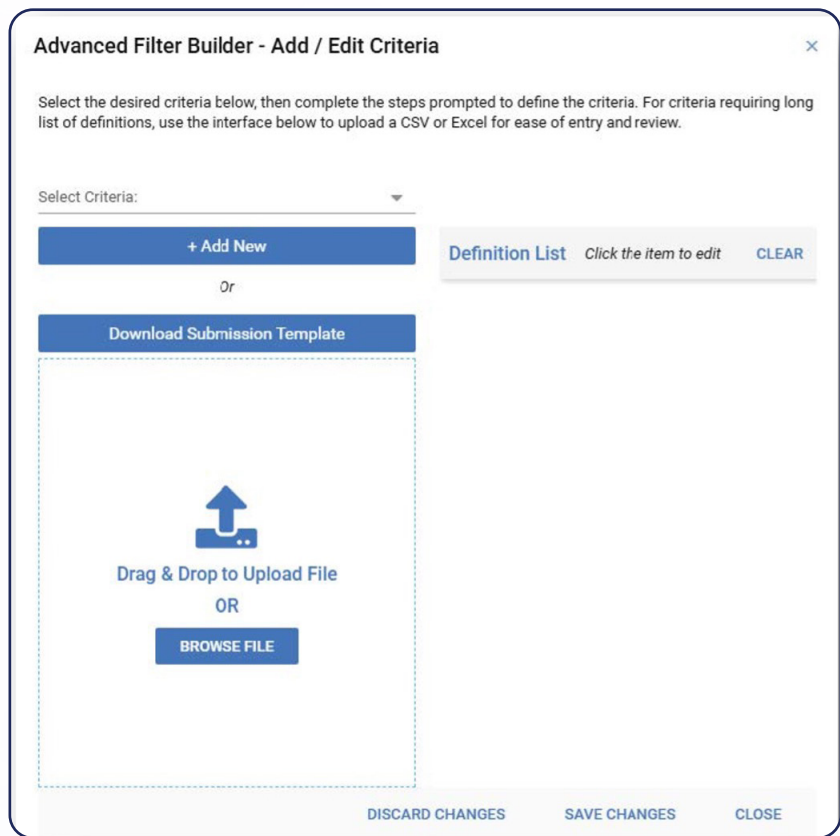 Advanced Filter Builder - Add / Edit Criteria
×
Select the desired criteria below, then complete the steps prompted to define the criteria. For criteria requiring long
list of definitions, use the interface below to upload a CSV or Excel for ease of entry and review.
Select Criteria:
+ Add New
Or
Download Submission Template
Drag & Drop to Upload File
OR
BROWSE FILE
Definition List Click the item to edit CLEAR
DISCARD CHANGES SAVE CHANGES CLOSE